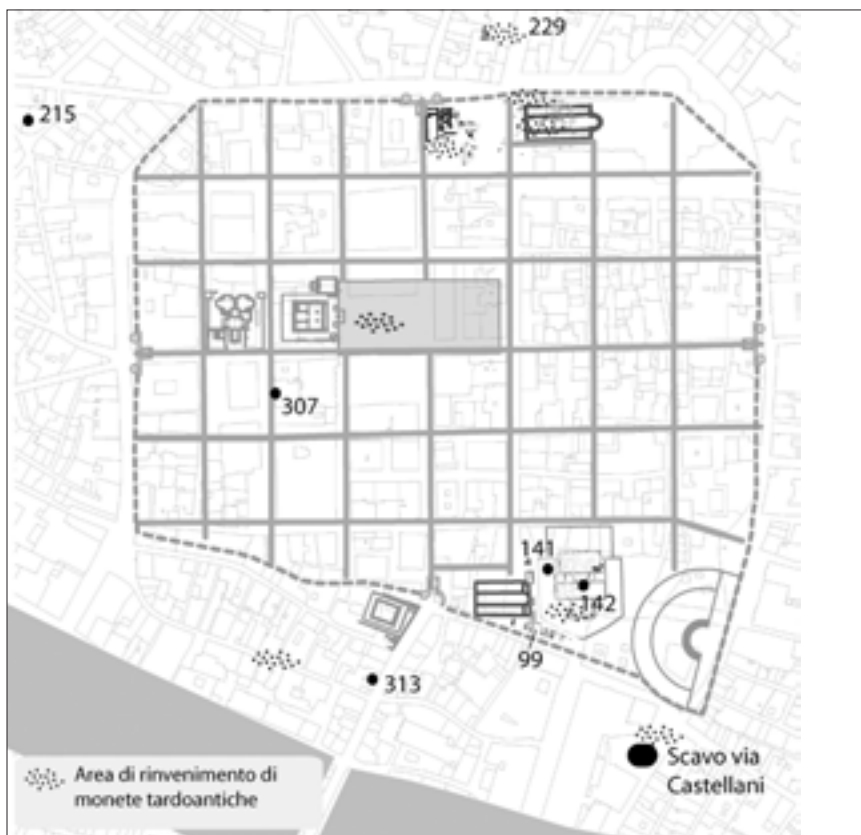 229
215
307
141
142
99
313
Scavo via
Castellani
Area di rinvenimento di
monete tardoantiche